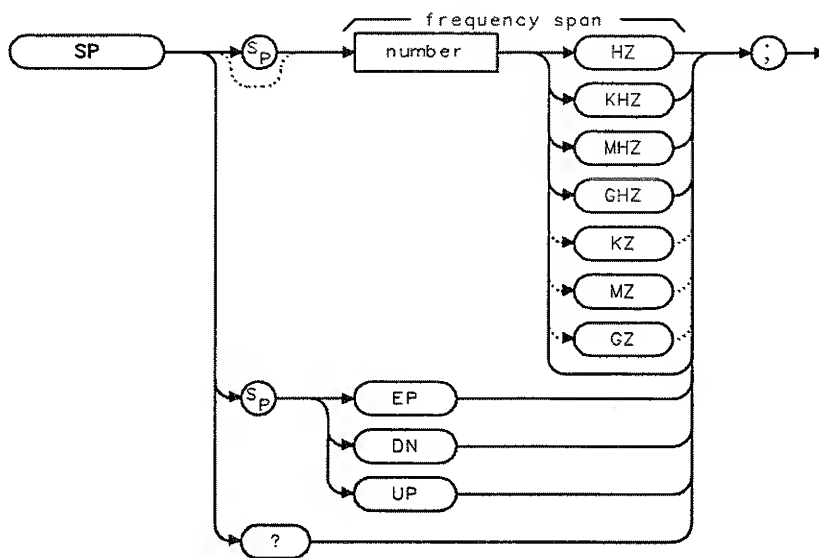 frequency span
SP
SP
number
HZ
;
KHZ
MHZ
GHZ
KZ
MZ
GZ
SP
EP
DN
UP
?